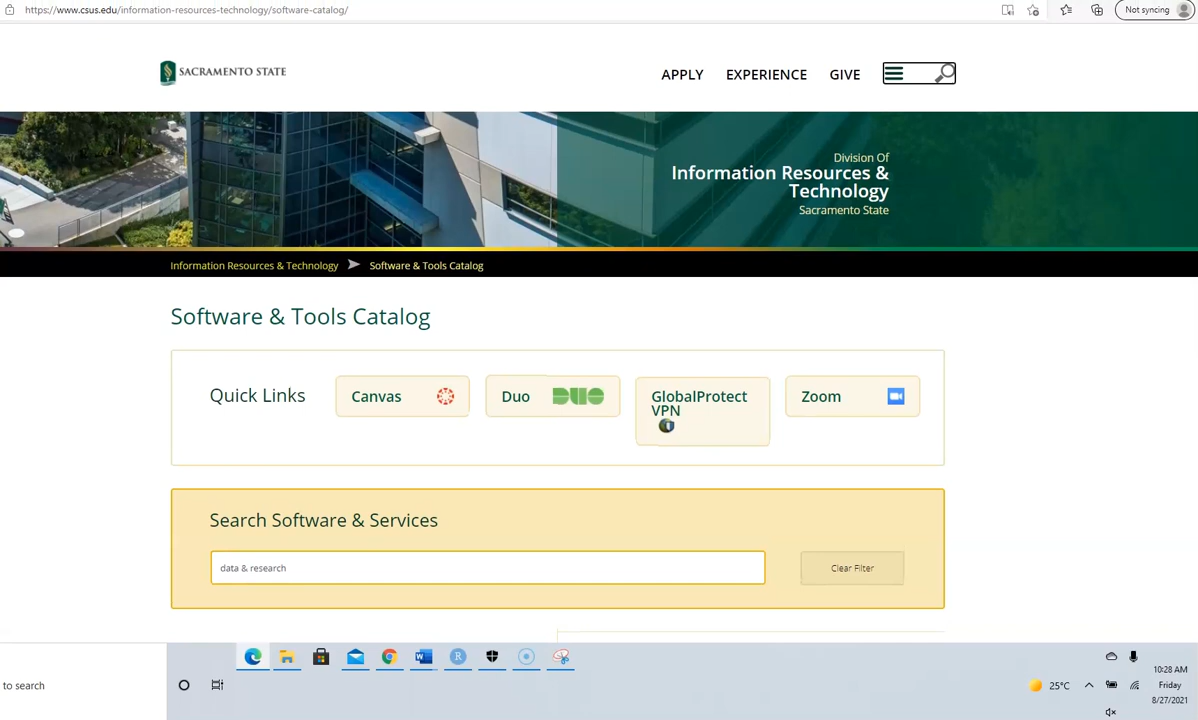 https://www.csus.edu/information-resources-technology/software-catalog/
Not syncing
SACRAMENTO STATE
APPLY
EXPERIENCE
GIVE
Division Of
Information Resources &
Technology
Sacramento State
Information Resources & Technology
Software & Tools Catalog
Software & Tools Catalog
Quick Links
Canvas
Duo
DUO
GlobalProtect
VPN
Zoom
Search Software & Services
data & research
Clear Filter
W
R
to search
25°C
10:28 AM
Friday
8/27/2021